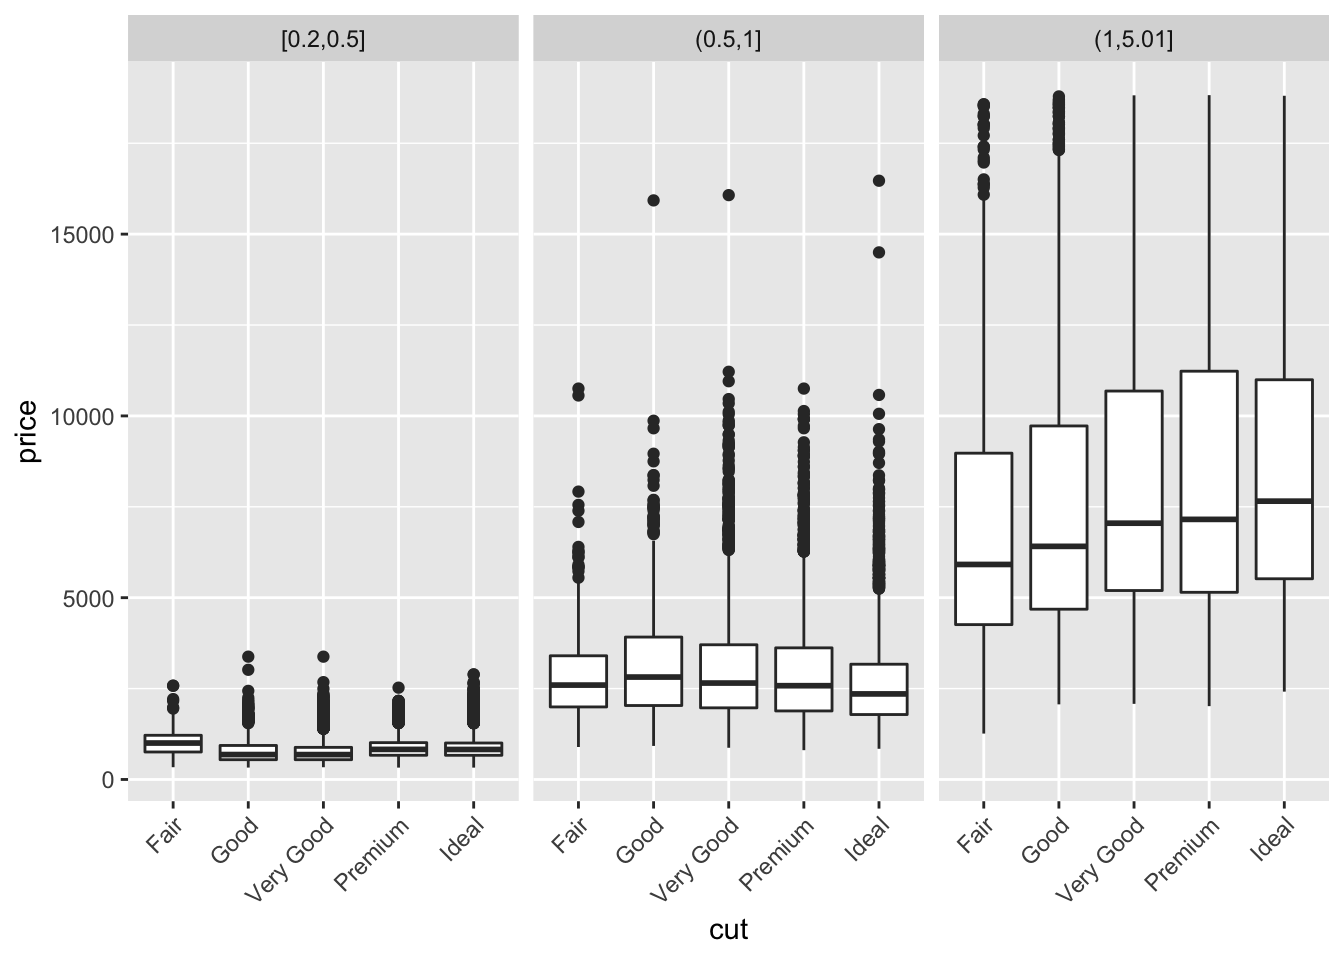 [0.2,0.5]
(0.5,1]
(1,5.01]
15000
10000
5000
0
price
Fair
Good
Very Good
Premium
Ideal
Fair
Good
Very Good
Premium
Ideal
Fair
Good
Very Good
Premium
Ideal
cut